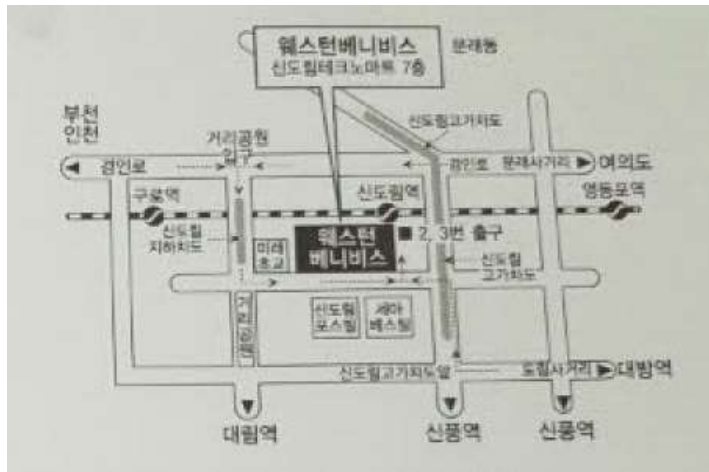 웨스턴베니비스
신도림테크노마트 7층
문래동
부천
인천
거리공원
입구
신도림고가차도
경인로
경인로
문래사거리
여의도
구로역
신도림역
영등포역
신도림
지하차도
미래
초교
웨스턴
베니비스
2, 3번 출구
신도림
고가차도
거리공원
신도림
포스빌
세아
베스틸
신도림고가차도앞
도림사거리
대방역
대림역
신풍역
신풍역